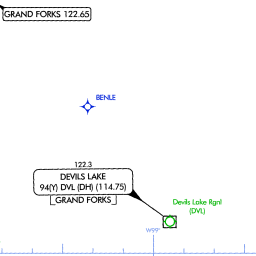 GRAND FORKS 122.65
BENLE
122.3
DEVILS LAKE
94(Y) DVL (DH) (114.75)
GRAND FORKS
Devils Lake Rgnl
(DVL)
W99°